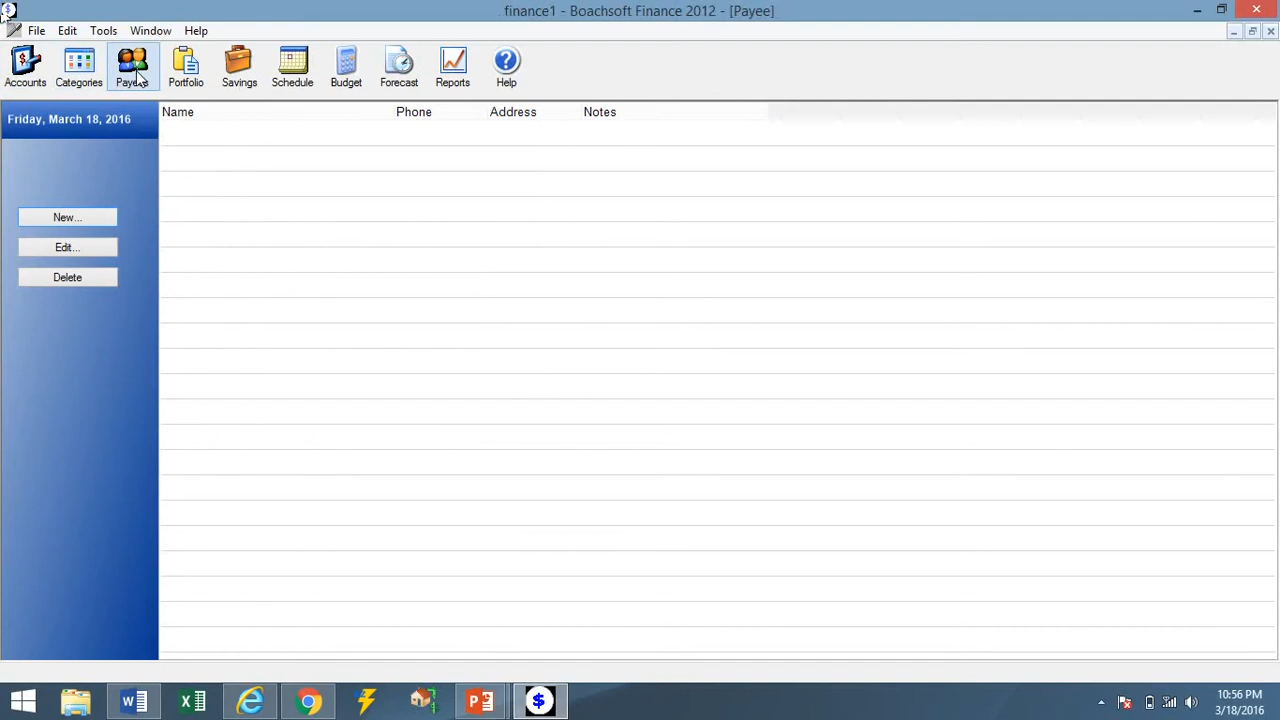 finance1 - Boachsoft Finance 2012 - [Payee]
File Edit Tools Window Help
Accounts Categories Payees Portfolio Savings Schedule Budget Forecast Reports Help
Friday, March 18, 2016
Name Phone Address Notes
New...
Edit...
Delete
10:56 PM
3/18/2016